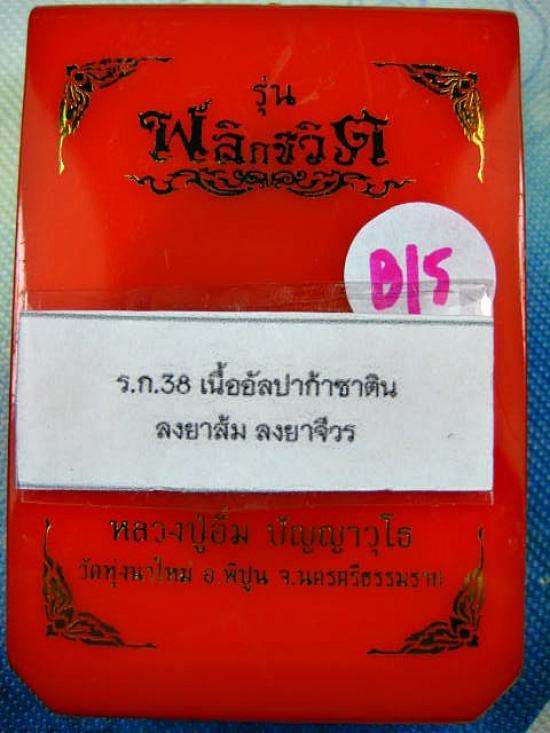 รุ่น
พลิกชีวิต
B/S
ร.ก.38 เนื้ออัลปาก้าซาติน
ลงยาส้ม ลงยาจีวร
หลวงปู่อิ่ม ปัญญาวุโธ
วัดทุ่งนาใหม่ อ.พิปูน จ.นครศรีธรรมราช